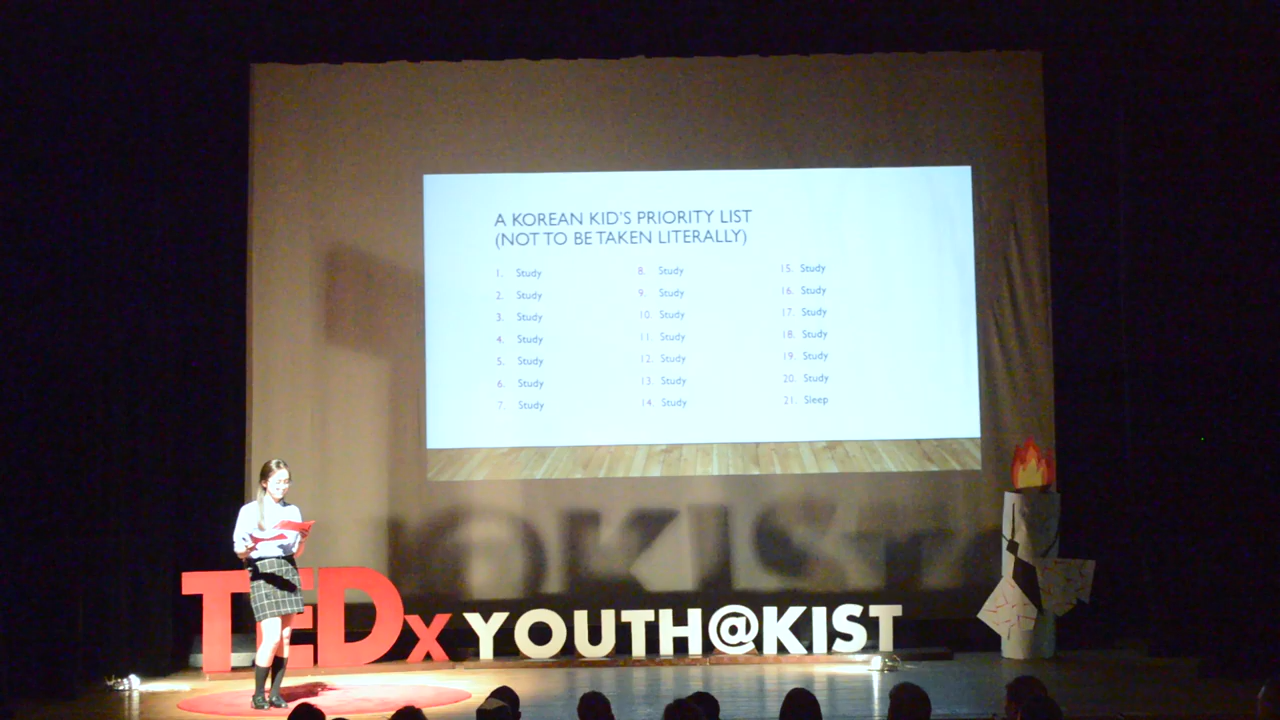 A KOREAN KID'S PRIORITY LIST
(NOT TO BE TAKEN LITERALLY)
1. Study
2. Study
3. Study
4. Study
5. Study
6. Study
7. Study
8. Study
9. Study
10. Study
11. Study
12. Study
13. Study
14. Study
15. Study
16. Study
17. Study
18. Study
19. Study
20. Study
21. Sleep
TEDx YOUTH@KIST